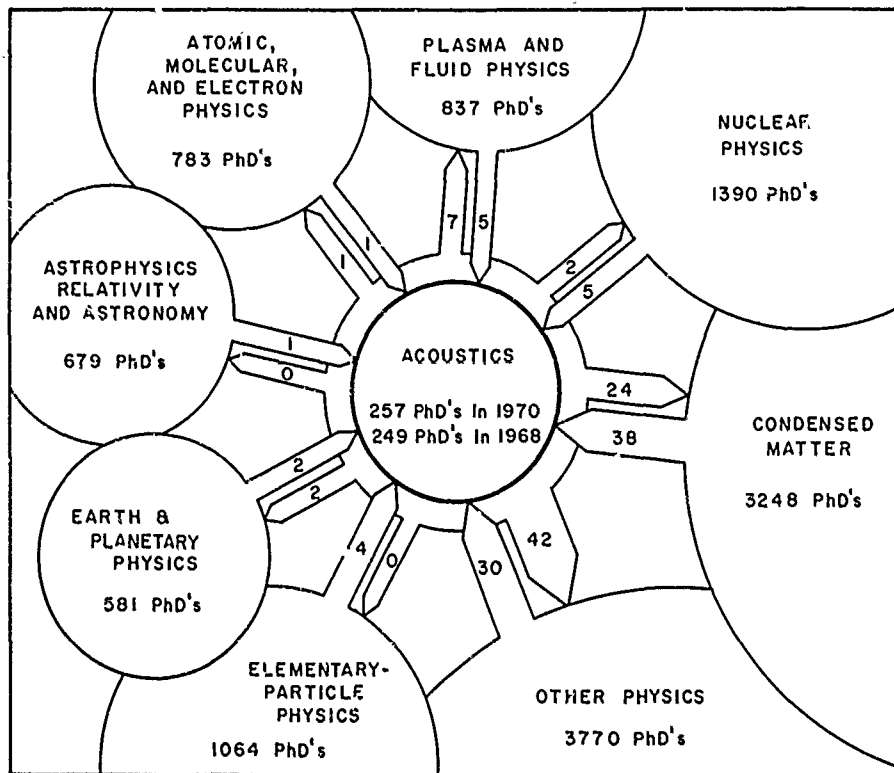 ATOMIC,
MOLECULAR,
AND ELECTRON
PHYSICS
783 PhD's
PLASMA AND
FLUID PHYSICS
837 PhD's
NUCLEAR
PHYSICS
1390 PhD's
ASTROPHYSICS
RELATIVITY
AND ASTRONOMY
679 PhD's
ACOUSTICS
257 PhD's In 1970
249 PhD's In 1968
CONDENSED
MATTER
3248 PhD's
EARTH &
PLANETARY
PHYSICS
581 PhD's
ELEMENTARY-
PARTICLE
PHYSICS
1064 PhD's
OTHER PHYSICS
3770 PhD's
1
1
7
5
2
5
1
0
24
38
2
2
4
0
30
42